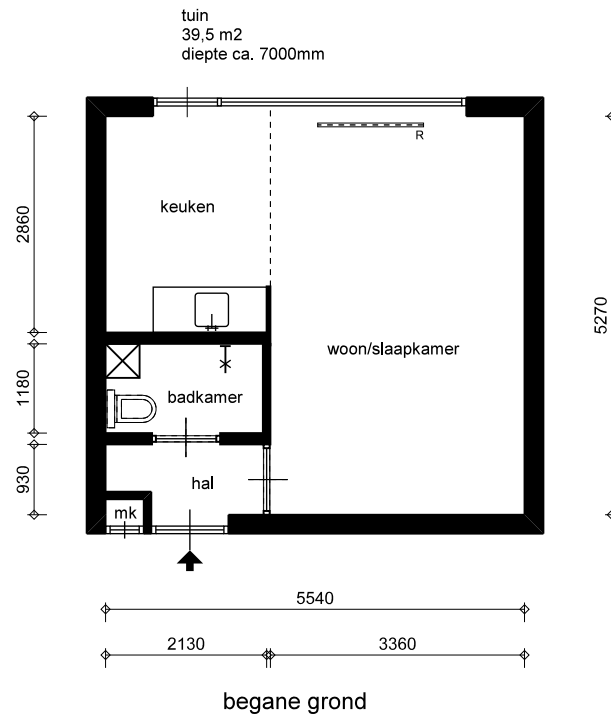 tuin
39,5 m2
diepte ca. 7000mm
R
keuken
2860
5270
woon/slaapkamer
1180
badkamer
930
hal
mk
5540
2130
3360
begane grond